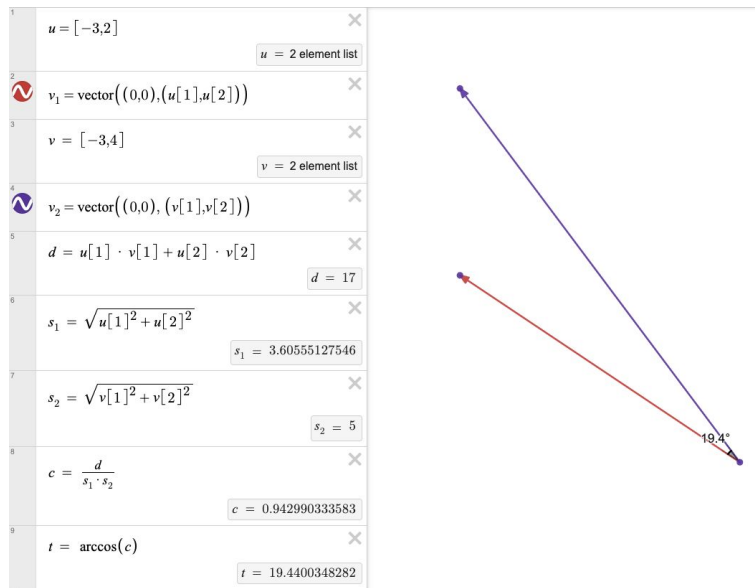 1
u = [−3,2]
u = 2 element list
2
v₁ = vector((0,0),(u[1],u[2]))
3
v = [−3,4]
v = 2 element list
4
v₂ = vector((0,0), (v[1],v[2]))
5
d = u[1] · v[1] + u[2] · v[2]
d = 17
6
s₁ = √(u[1]² + u[2]²)
s₁ = 3.60555127546
7
s₂ = √(v[1]² + v[2]²)
s₂ = 5
8
c = d / (s₁ · s₂)
c = 0.942990333583
9
t = arccos(c)
t = 19.4400348282
19.4°